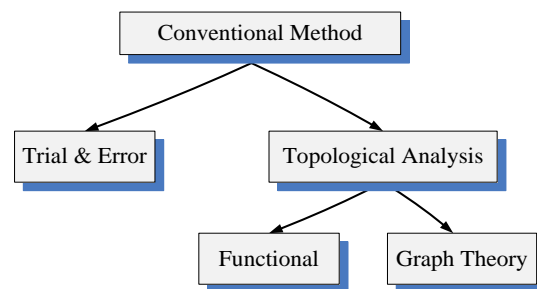 Conventional Method
Trial & Error
Topological Analysis
Functional
Graph Theory